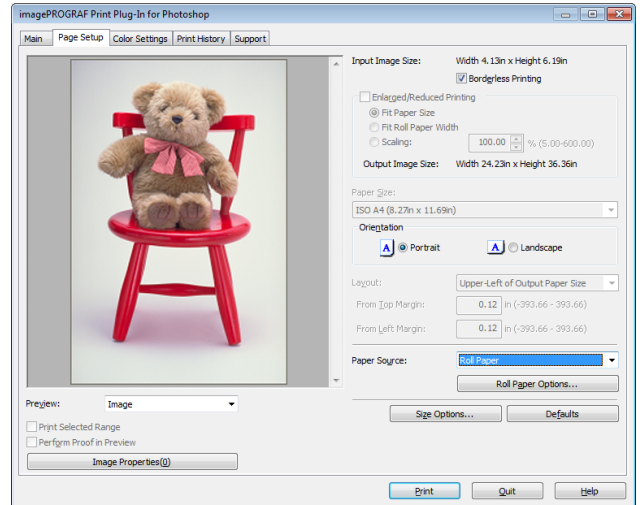 imagePROGRAF Print Plug-In for Photoshop
Main Page Setup Color Settings Print History Support
Input Image Size: Width 4.13in x Height 6.19in
Borderless Printing
Enlarged/Reduced Printing
Fit Paper Size
Fit Roll Paper Width
Scaling: 100.00 % (5.00-600.00)
Output Image Size: Width 24.23in x Height 36.36in
Paper Size:
ISO A4 (8.27in x 11.69in)
Orientation
A Portrait A Landscape
Layout: Upper-Left of Output Paper Size
From Top Margin: 0.12 in (-393.66 - 393.66)
From Left Margin: 0.12 in (-393.66 - 393.66)
Paper Source: Roll Paper
Roll Paper Options...
Preview: Image
Size Options... Defaults
Print Selected Range
Perform Proof in Preview
Image Properties(0)
Print Quit Help